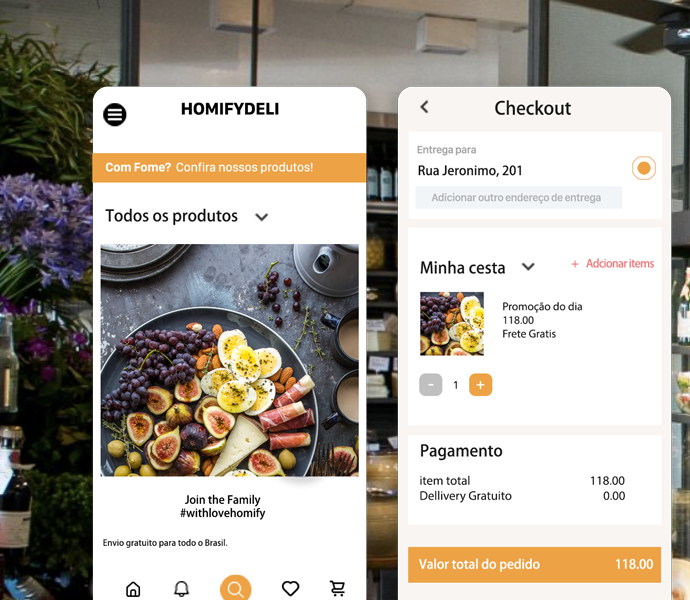 HOMIFYDELI
Com Fome? Confira nossos produtos!
Todos os produtos
Join the Family
#withlovehomify
Envio gratuito para todo o Brasil.
Checkout
Entrega para
Rua Jeronimo, 201
Adicionar outro endereço de entrega
Minha cesta
+ Adcionar items
Promoção do dia
118.00
Frete Gratis
- 1 +
Pagamento
item total 118.00
Dellivery Gratuito 0.00
Valor total do pedido 118.00